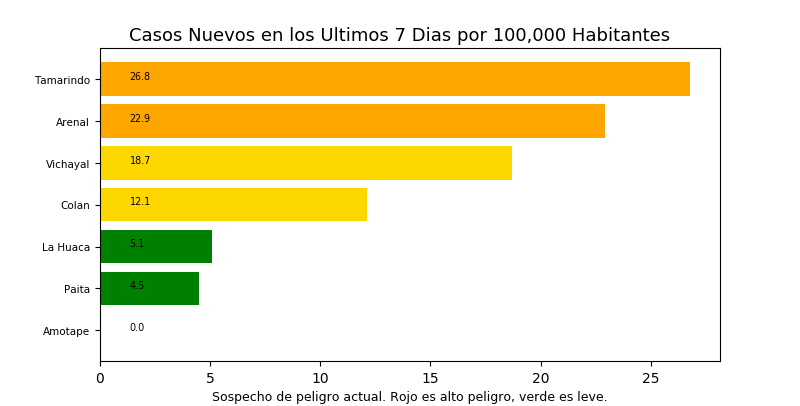 Casos Nuevos en los Ultimos 7 Dias por 100,000 Habitantes
Tamarindo 26.8
Arenal 22.9
Vichayal 18.7
Colan 12.1
La Huaca 5.1
Paita 4.5
Amotape 0.0
0 5 10 15 20 25
Sospecho de peligro actual. Rojo es alto peligro, verde es leve.